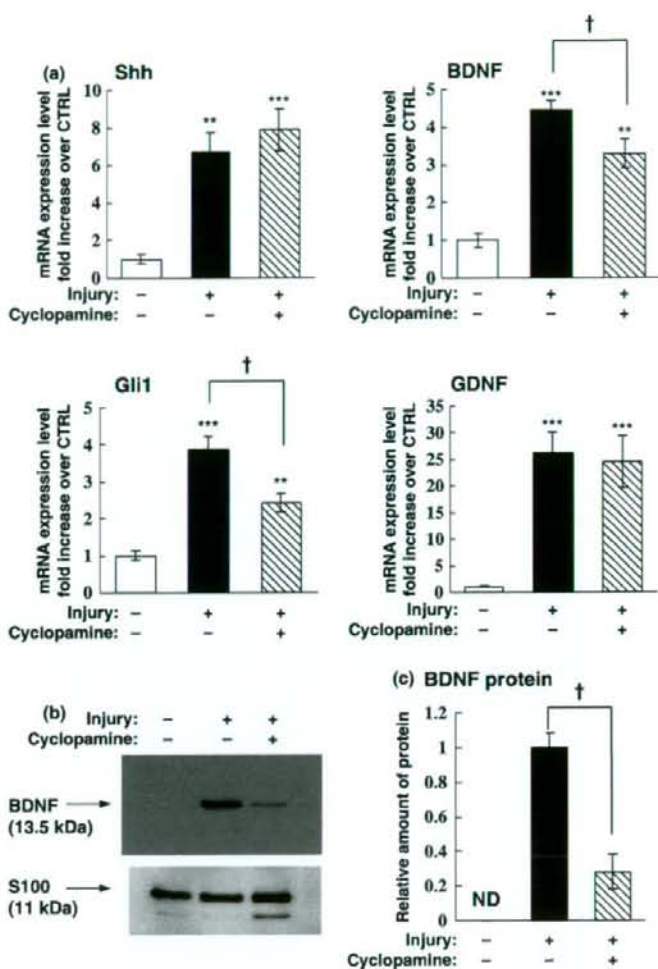 (a)
Shh
mRNA expression level
fold increase over CTRL
10
8
6
4
2
0
** ***
Injury: – + +
Cyclopamine: – – +
BDNF
†
mRNA expression level
fold increase over CTRL
5
4
3
2
1
0
*** **
Injury: – + +
Cyclopamine: – – +
Gli1
†
mRNA expression level
fold increase over CTRL
5
4
3
2
1
0
*** **
Injury: – + +
Cyclopamine: – – +
GDNF
mRNA expression level
fold increase over CTRL
35
30
25
20
15
10
5
0
*** ***
Injury: – + +
Cyclopamine: – – +
(b)
Injury: – + +
Cyclopamine: – – +
BDNF
(13.5 kDa)
S100
(11 kDa)
(c) BDNF protein
†
Relative amount of protein
1.2
1
0.8
0.6
0.4
0.2
0
ND
Injury: – + +
Cyclopamine: – – +